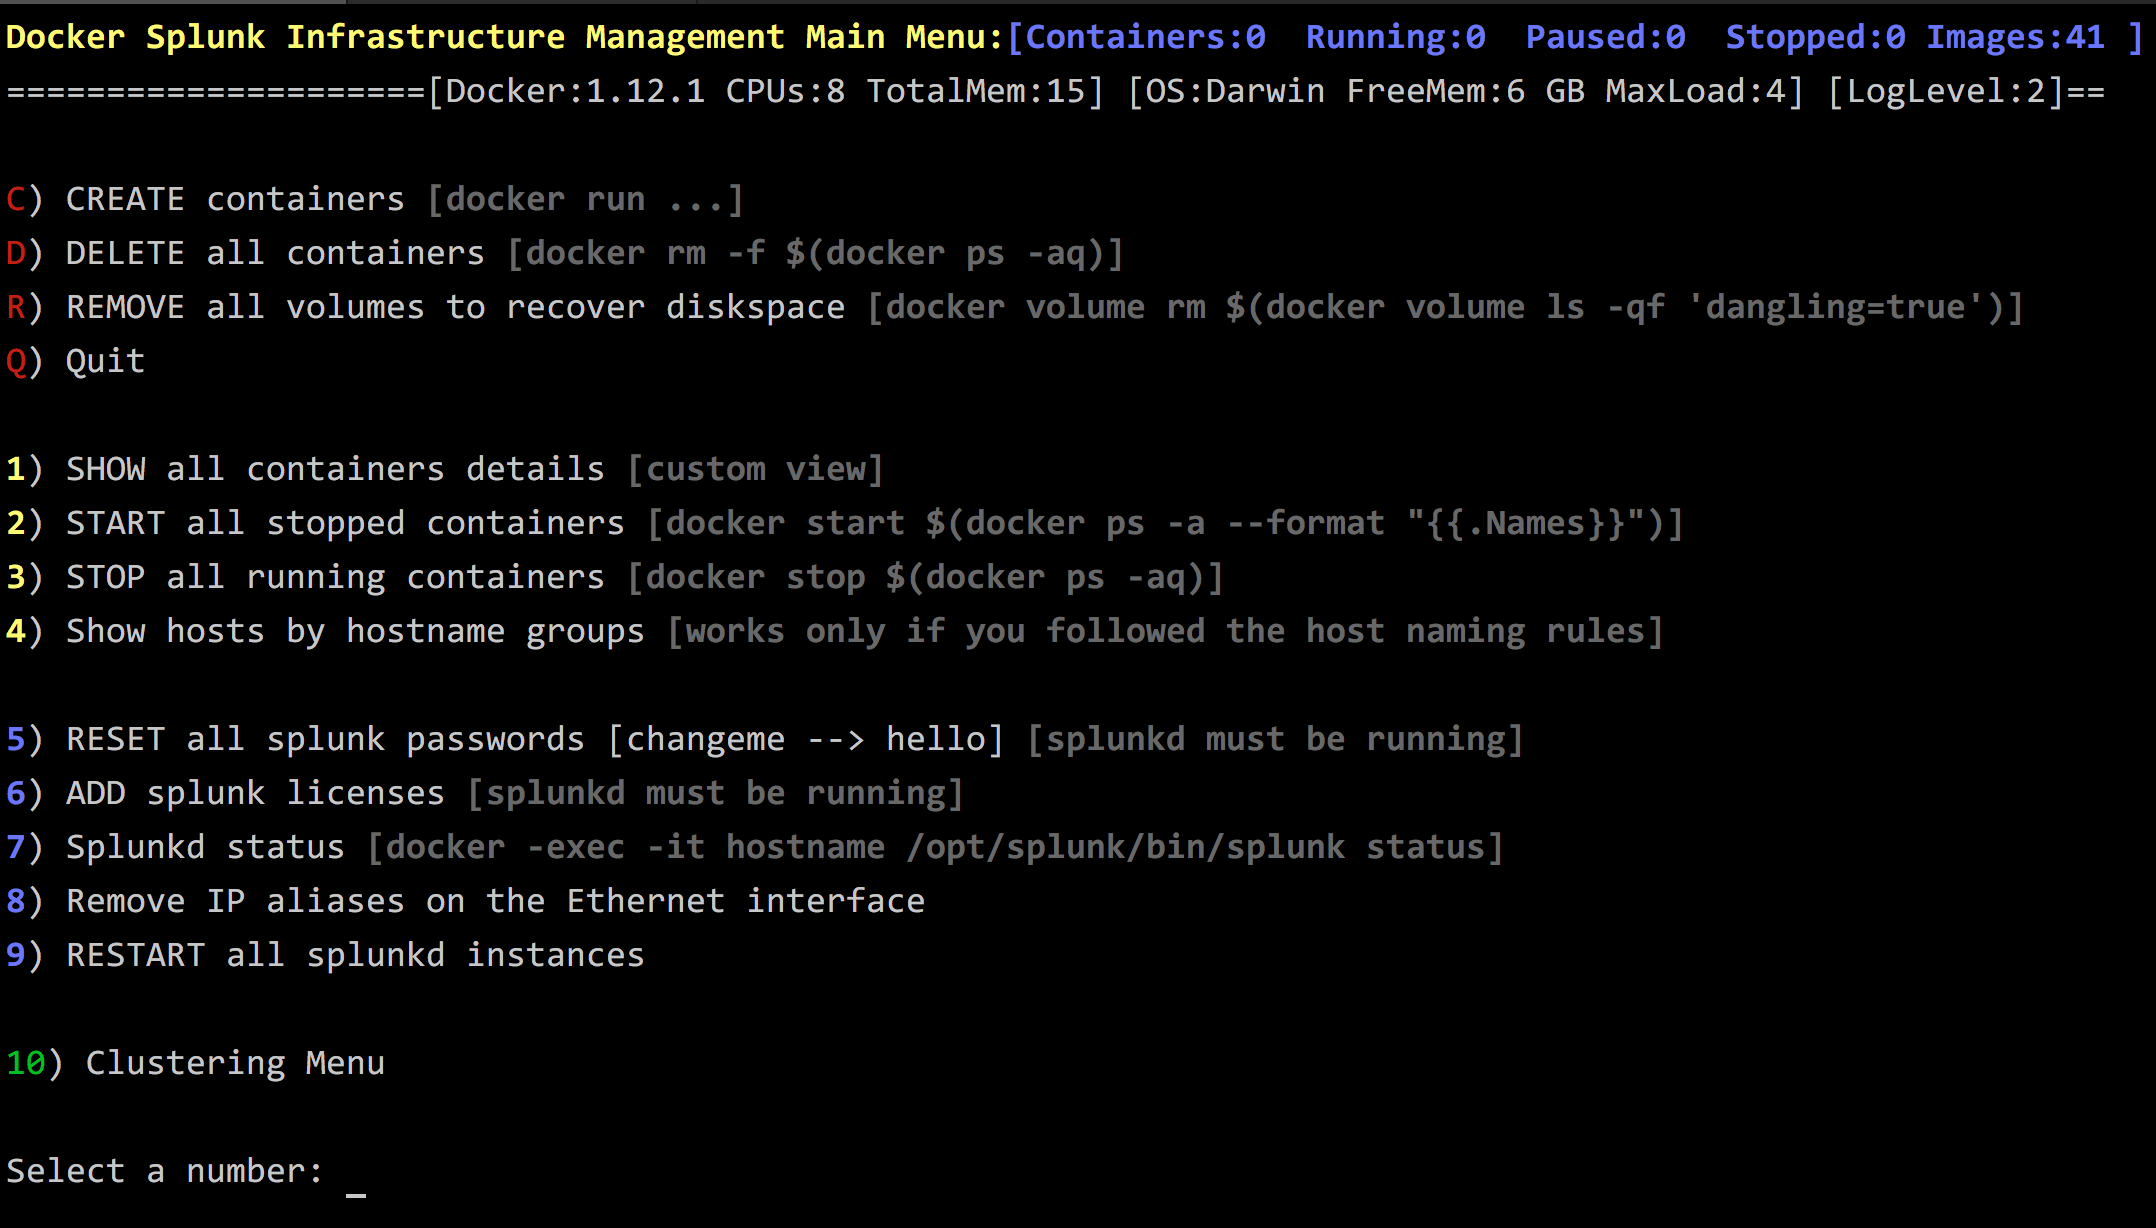 Docker Splunk Infrastructure Management Main Menu:[Containers:0  Running:0  Paused:0  Stopped:0 Images:41 ]
=====================[Docker:1.12.1 CPUs:8 TotalMem:15] [OS:Darwin FreeMem:6 GB MaxLoad:4] [LogLevel:2]==
C) CREATE containers [docker run ...]
D) DELETE all containers [docker rm -f $(docker ps -aq)]
R) REMOVE all volumes to recover diskspace [docker volume rm $(docker volume ls -qf 'dangling=true')]
Q) Quit
1) SHOW all containers details [custom view]
2) START all stopped containers [docker start $(docker ps -a --format "{{.Names}}")]
3) STOP all running containers [docker stop $(docker ps -aq)]
4) Show hosts by hostname groups [works only if you followed the host naming rules]
5) RESET all splunk passwords [changeme --> hello] [splunkd must be running]
6) ADD splunk licenses [splunkd must be running]
7) Splunkd status [docker -exec -it hostname /opt/splunk/bin/splunk status]
8) Remove IP aliases on the Ethernet interface
9) RESTART all splunkd instances
10) Clustering Menu
Select a number: _